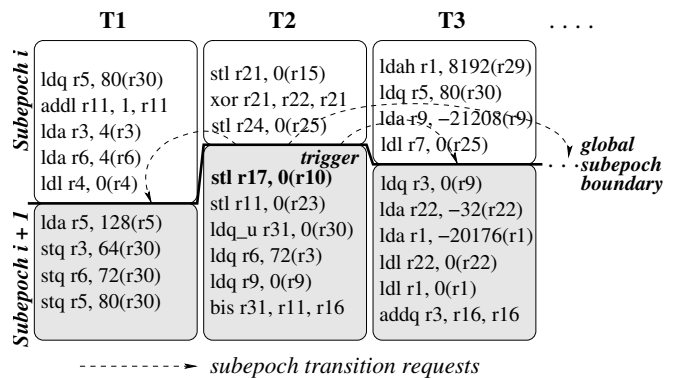 T1 T2 T3 . . . .
Subepoch i
ldq r5, 80(r30)
addl r11, 1, r11
lda r3, 4(r3)
lda r6, 4(r6)
ldl r4, 0(r4)
stl r21, 0(r15)
xor r21, r22, r21
stl r24, 0(r25)
ldah r1, 8192(r29)
ldq r5, 80(r30)
lda r9, −21208(r9)
ldl r7, 0(r25)
global
subepoch
boundary
. . .
Subepoch i + 1
lda r5, 128(r5)
stq r3, 64(r30)
stq r6, 72(r30)
stq r5, 80(r30)
trigger
stl r17, 0(r10)
stl r11, 0(r23)
ldq_u r31, 0(r30)
ldq r6, 72(r3)
ldq r9, 0(r9)
bis r31, r11, r16
ldq r3, 0(r9)
lda r22, −32(r22)
lda r1, −20176(r1)
ldl r22, 0(r22)
ldl r1, 0(r1)
addq r3, r16, r16
subepoch transition requests